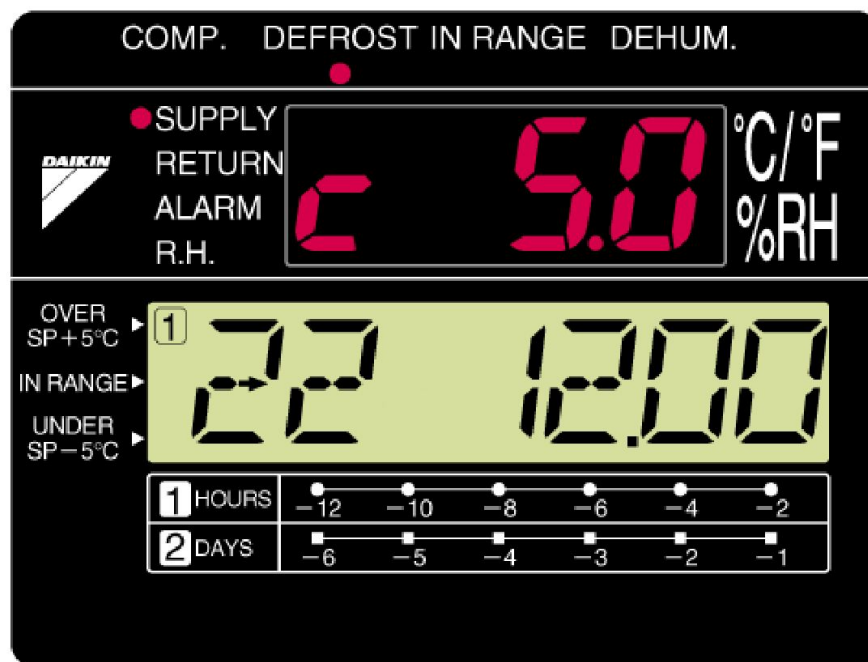 COMP. DEFROST IN RANGE DEHUM.
SUPPLY
RETURN
ALARM
R.H.
DAIKIN
c 5.0
°C/°F
%RH
OVER
SP+5°C
IN RANGE
UNDER
SP−5°C
1 22 12.00
1 HOURS −12 −10 −8 −6 −4 −2
2 DAYS −6 −5 −4 −3 −2 −1